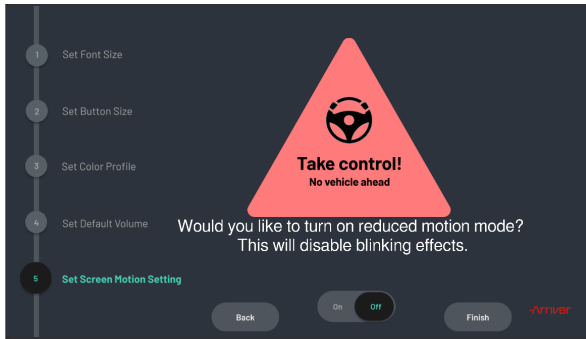 1 Set Font Size
2 Set Button Size
3 Set Color Profile
4 Set Default Volume
5 Set Screen Motion Setting
Take control!
No vehicle ahead
Would you like to turn on reduced motion mode?
This will disable blinking effects.
Back
On Off
Finish
Arriver